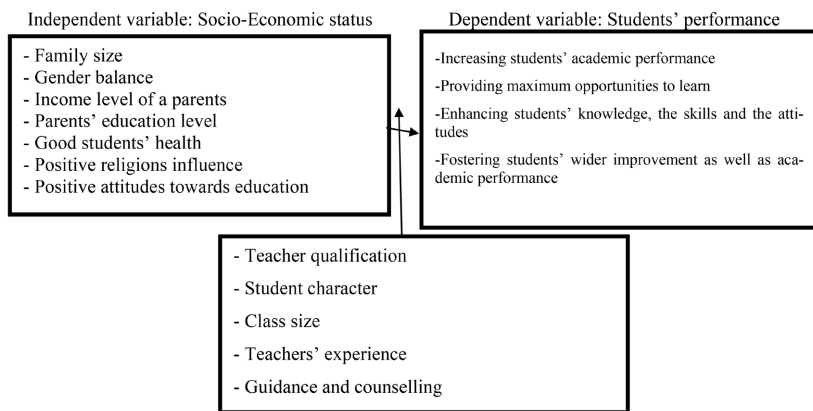 Independent variable: Socio-Economic status
- Family size
- Gender balance
- Income level of a parents
- Parents' education level
- Good students' health
- Positive religions influence
- Positive attitudes towards education
Dependent variable: Students' performance
-Increasing students' academic performance
-Providing maximum opportunities to learn
-Enhancing students' knowledge, the skills and the atti-
tudes
-Fostering students' wider improvement as well as aca-
demic performance
- Teacher qualification
- Student character
- Class size
- Teachers' experience
- Guidance and counselling